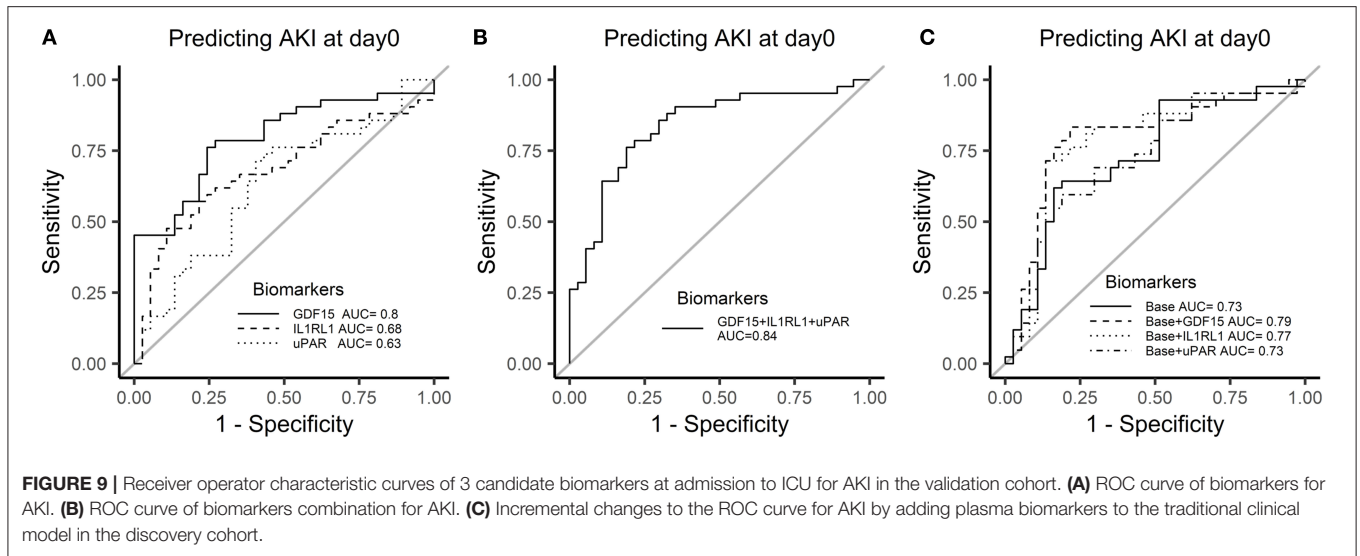 A
Predicting AKI at day0
1.00
0.75
0.50
0.25
0.00
Sensitivity
Biomarkers
GDF15 AUC= 0.8
IL1RL1 AUC= 0.68
uPAR AUC= 0.63
0.00 0.25 0.50 0.75 1.00
1 - Specificity
B
Predicting AKI at day0
1.00
0.75
0.50
0.25
0.00
Sensitivity
Biomarkers
GDF15+IL1RL1+uPAR
AUC=0.84
0.00 0.25 0.50 0.75 1.00
1 - Specificity
C
Predicting AKI at day0
1.00
0.75
0.50
0.25
0.00
Sensitivity
Biomarkers
Base AUC= 0.73
Base+GDF15 AUC= 0.79
Base+IL1RL1 AUC= 0.77
Base+uPAR AUC= 0.73
0.00 0.25 0.50 0.75 1.00
1 - Specificity
FIGURE 9 | Receiver operator characteristic curves of 3 candidate biomarkers at admission to ICU for AKI in the validation cohort. (A) ROC curve of biomarkers for
AKI. (B) ROC curve of biomarkers combination for AKI. (C) Incremental changes to the ROC curve for AKI by adding plasma biomarkers to the traditional clinical
model in the discovery cohort.